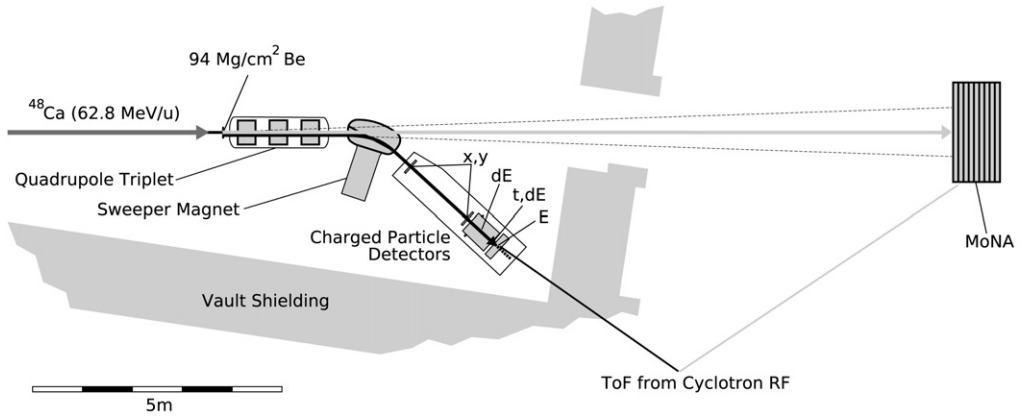 94 Mg/cm² Be
⁴⁸Ca (62.8 MeV/u)
Quadrupole Triplet
Sweeper Magnet
x,y
dE
t,dE
E
Charged Particle
Detectors
MoNA
Vault Shielding
ToF from Cyclotron RF
5m